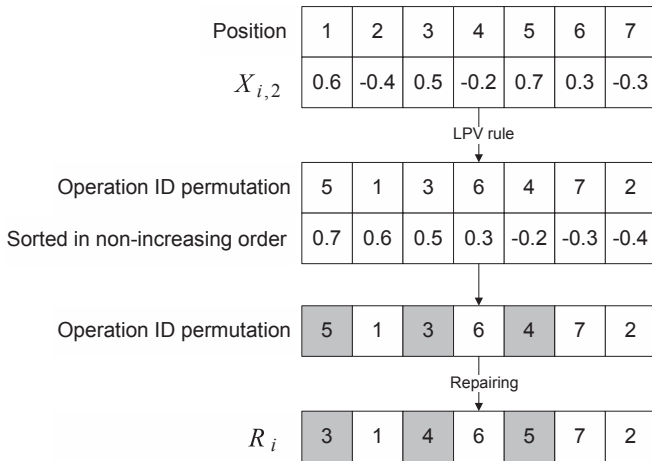 Position 1 2 3 4 5 6 7
X i,2 0.6 -0.4 0.5 -0.2 0.7 0.3 -0.3
LPV rule
Operation ID permutation 5 1 3 6 4 7 2
Sorted in non-increasing order 0.7 0.6 0.5 0.3 -0.2 -0.3 -0.4
Operation ID permutation 5 1 3 6 4 7 2
Repairing
R i 3 1 4 6 5 7 2